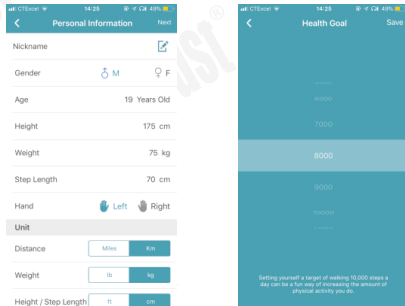 CTExcel 14:25 49%
Personal Information Next
Nickname
Gender M F
Age 19 Years Old
Height 175 cm
Weight 75 kg
Step Length 70 cm
Hand Left Right
Unit
Distance Miles Km
Weight lb kg
Height / Step Length ft cm
CTExcel 14:25 49%
Health Goal Save
7000
8000
9000
10000
Setting yourself a target of walking 10,000 steps a
day can be a fun way of increasing the amount of
physical activity you do.